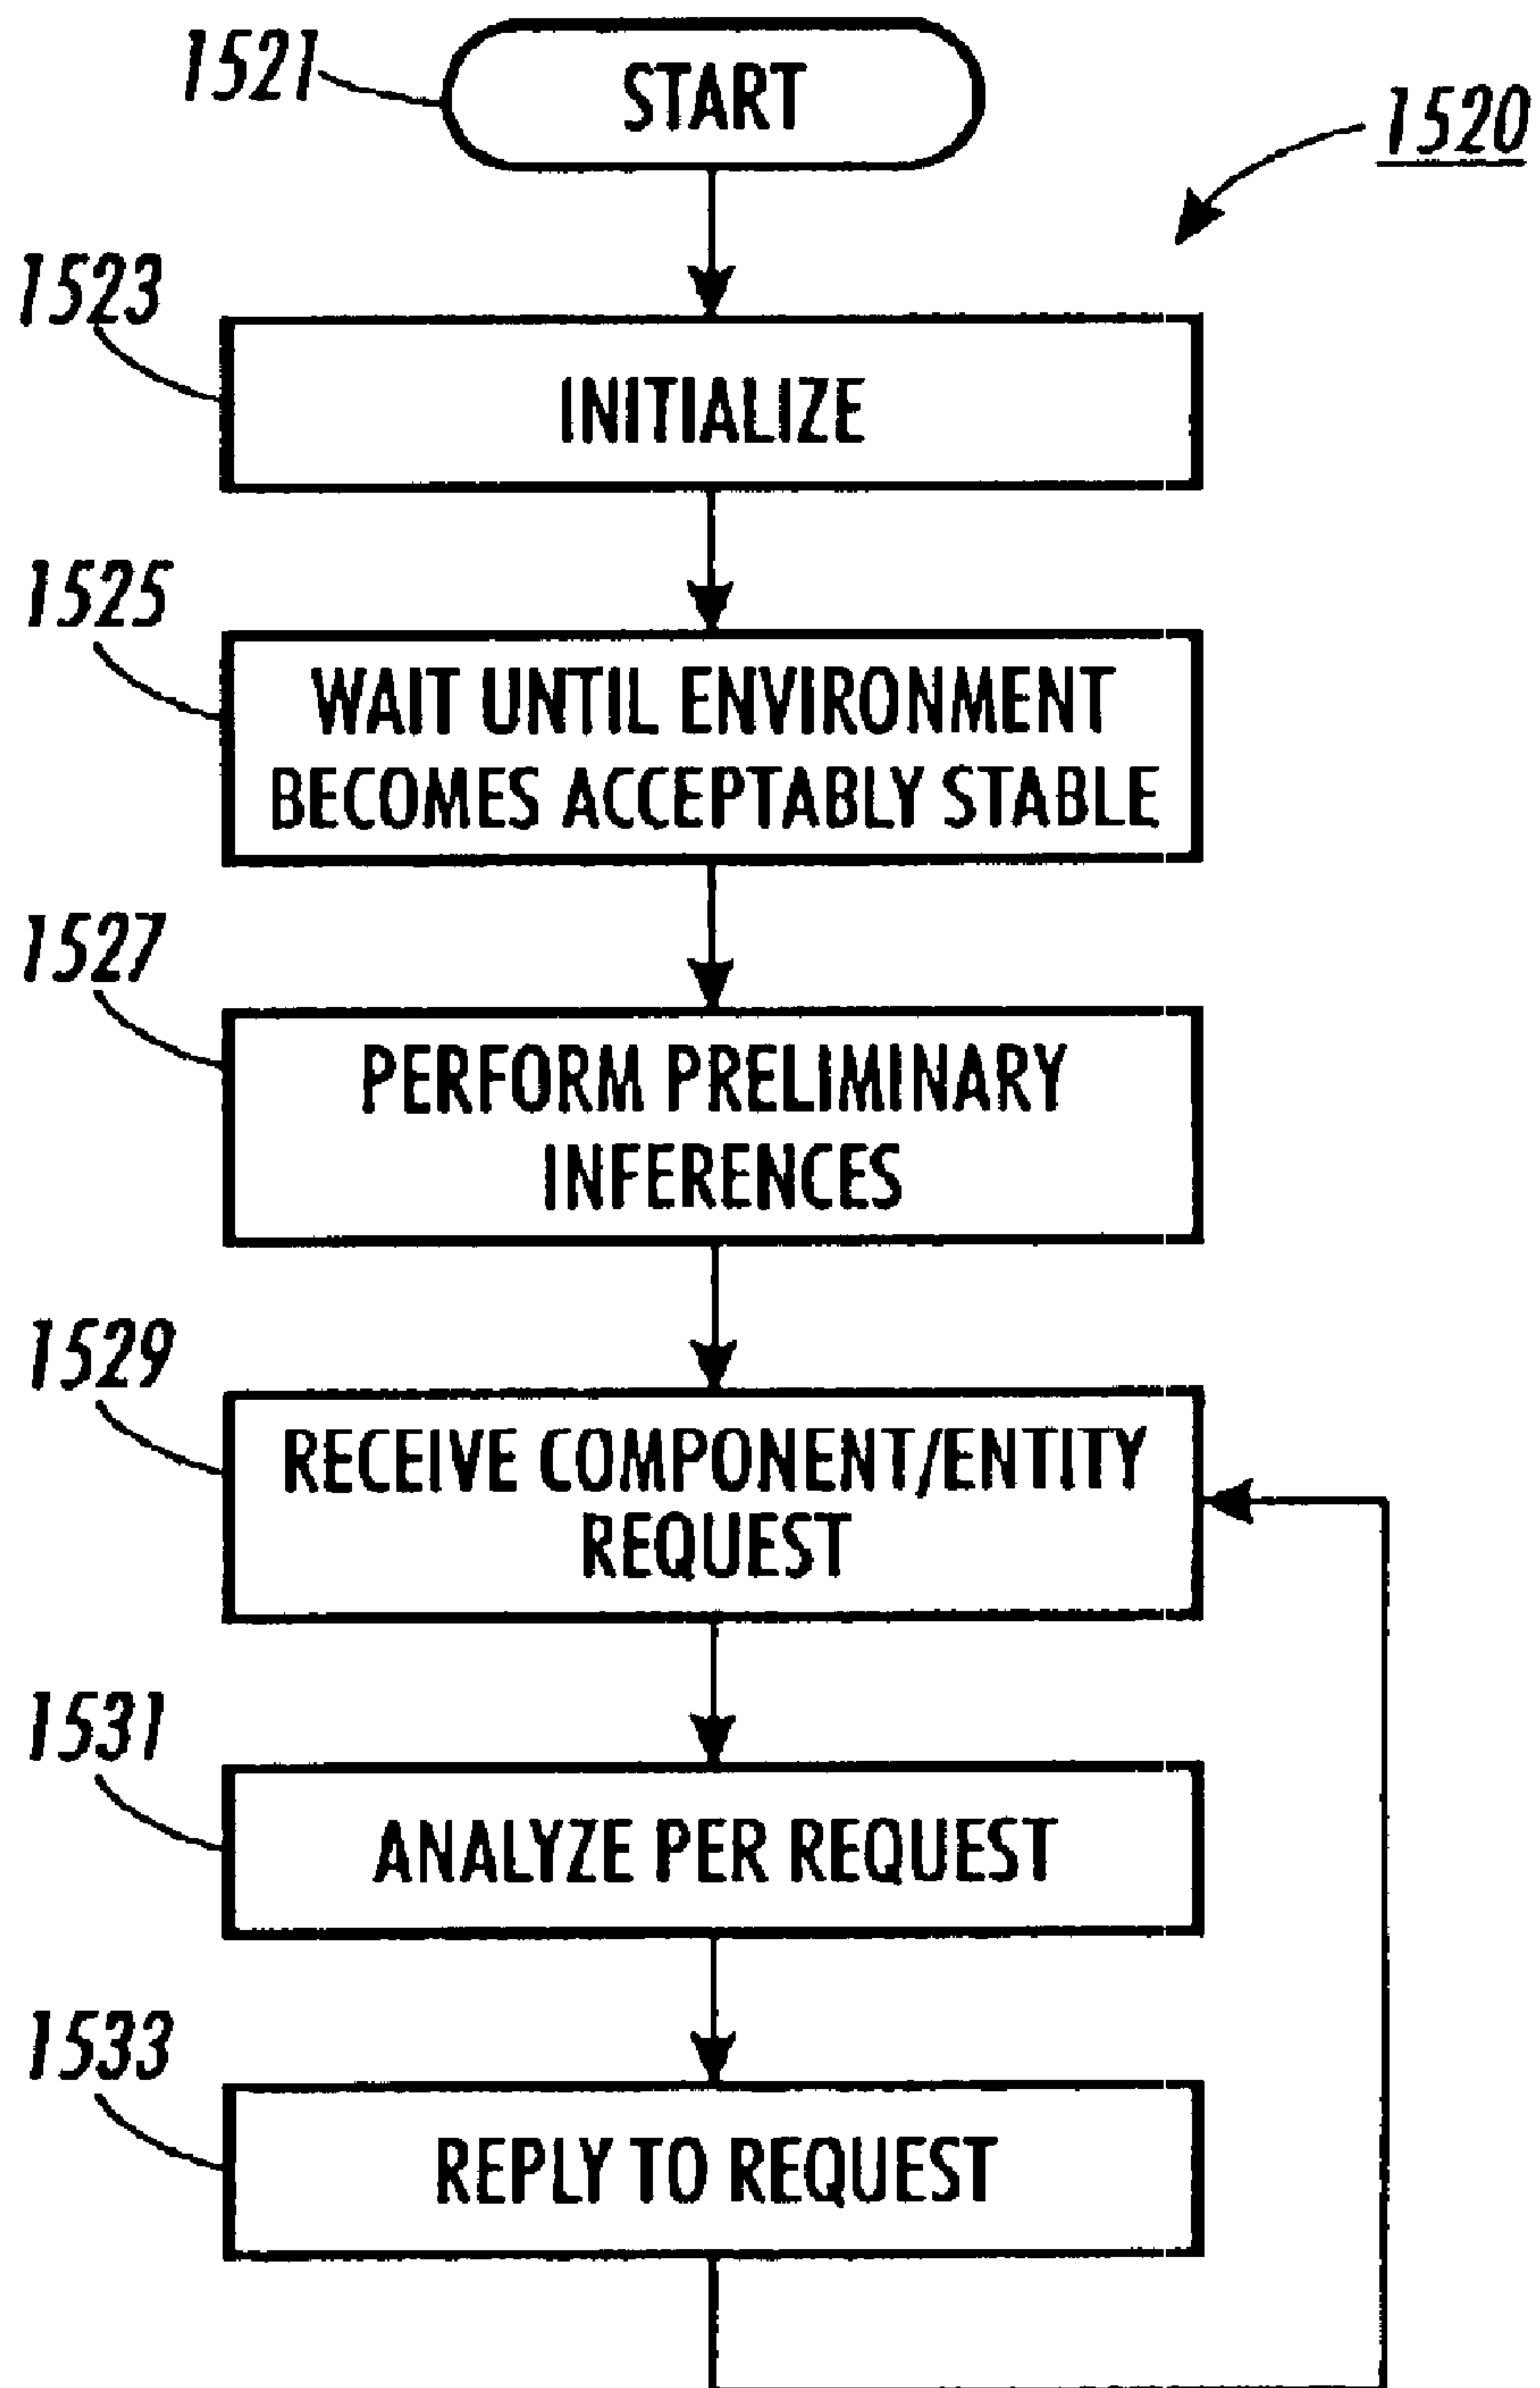 1521
START
1520
1523
INITIALIZE
1525
WAIT UNTIL ENVIRONMENT
BECOMES ACCEPTABLY STABLE
1527
PERFORM PRELIMINARY
INFERENCES
1529
RECEIVE COMPONENT/ENTITY
REQUEST
1531
ANALYZE PER REQUEST
1533
REPLY TO REQUEST